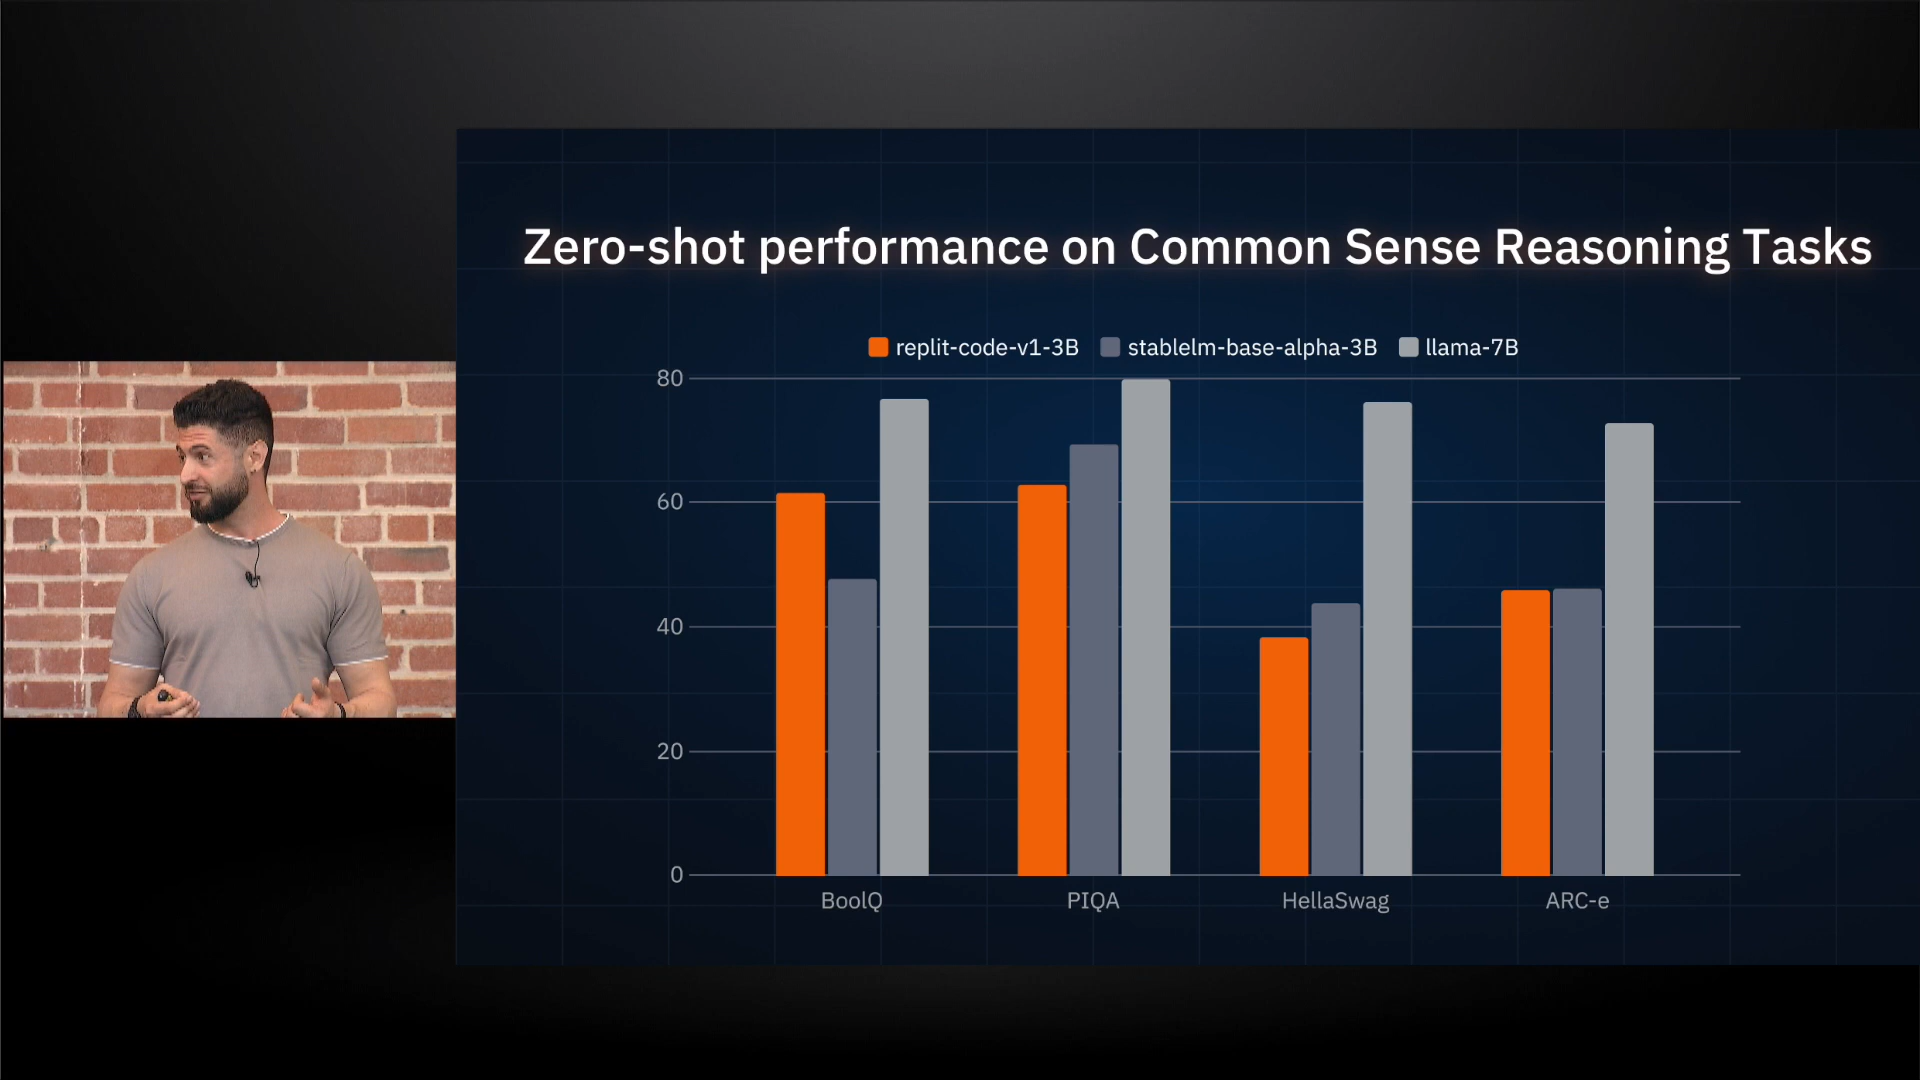 Zero-shot performance on Common Sense Reasoning Tasks
replit-code-v1-3B stablelm-base-alpha-3B llama-7B
80
60
40
20
0
BoolQ PIQA HellaSwag ARC-e